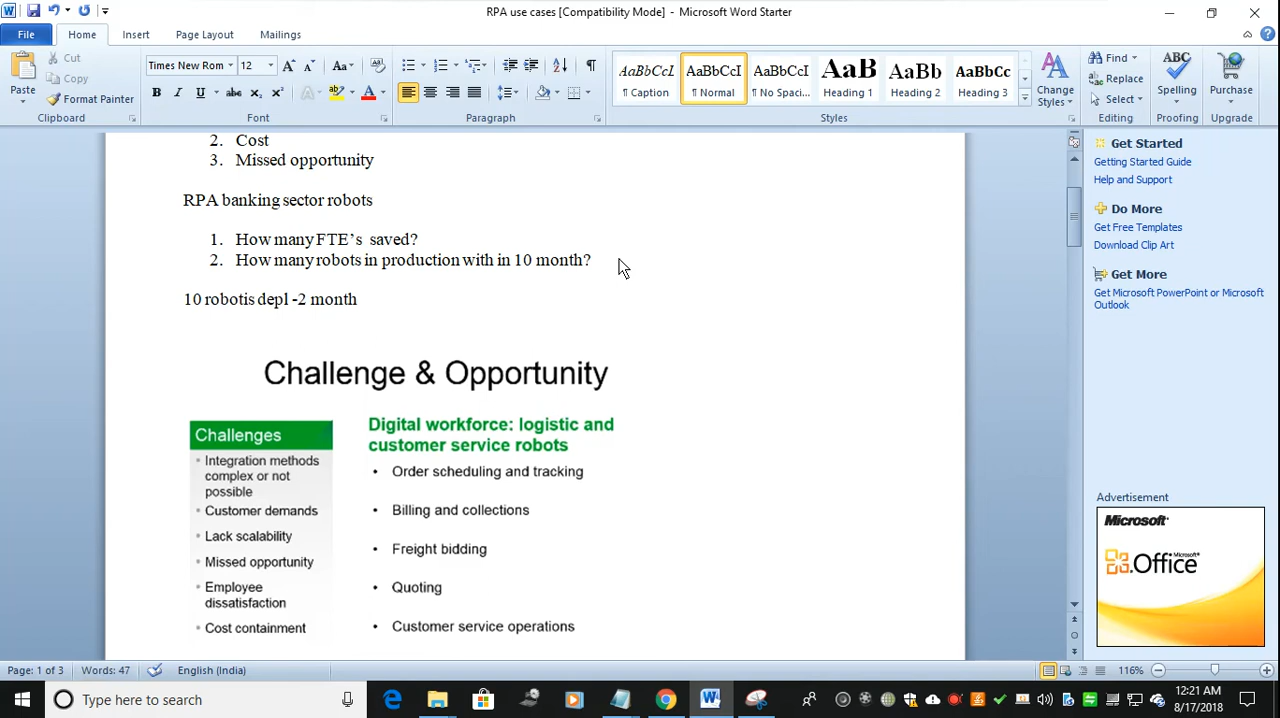 RPA use cases [Compatibility Mode] - Microsoft Word Starter
File Home Insert Page Layout Mailings
Paste
Cut
Copy
Format Painter
Clipboard
Times New Rom 12
Font
Paragraph
AaBbCcI AaBbCcI AaBbCcI AaB AaBb AaBbCc
¶ Caption ¶ Normal ¶ No Spaci... Heading 1 Heading 2 Heading 3
Change
Styles
Styles
Find
Replace
Select
Editing
ABC
Spelling
Proofing
Purchase
Upgrade
2. Cost
3. Missed opportunity
RPA banking sector robots
1. How many FTE's saved?
2. How many robots in production with in 10 month?
10 robotis depl -2 month
Challenge & Opportunity
Challenges
• Integration methods
complex or not
possible
• Customer demands
• Lack scalability
• Missed opportunity
• Employee
dissatisfaction
• Cost containment
Digital workforce: logistic and
customer service robots
• Order scheduling and tracking
• Billing and collections
• Freight bidding
• Quoting
• Customer service operations
Get Started
Getting Started Guide
Help and Support
Do More
Get Free Templates
Download Clip Art
Get More
Get Microsoft PowerPoint or Microsoft
Outlook
Advertisement
Microsoft®
Office
Page: 1 of 3 Words: 47 English (India) 116%
Type here to search
12:21 AM
8/17/2018